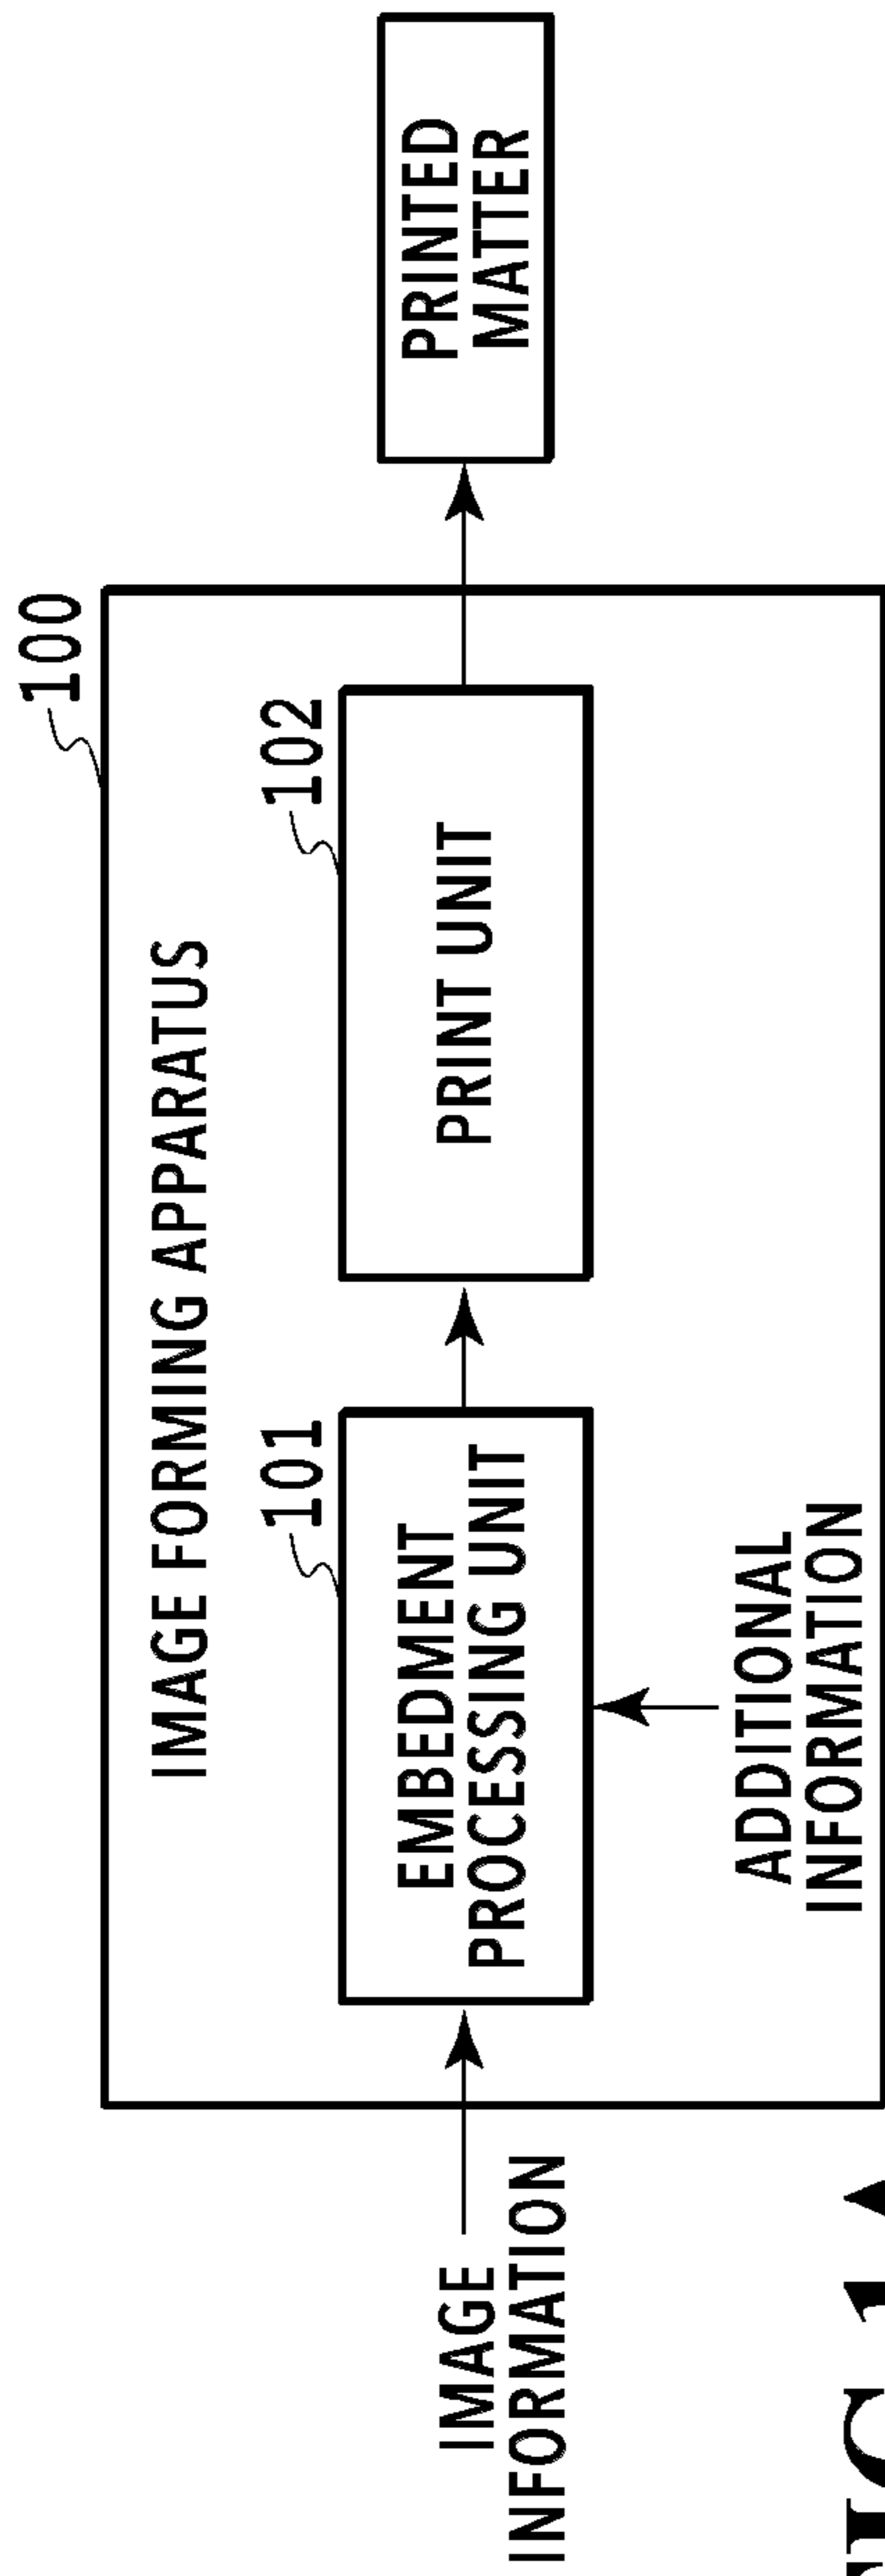 100
IMAGE FORMING APPARATUS
101
102
IMAGE
INFORMATION
EMBEDMENT
PROCESSING UNIT
PRINT UNIT
PRINTED
MATTER
ADDITIONAL
INFORMATION